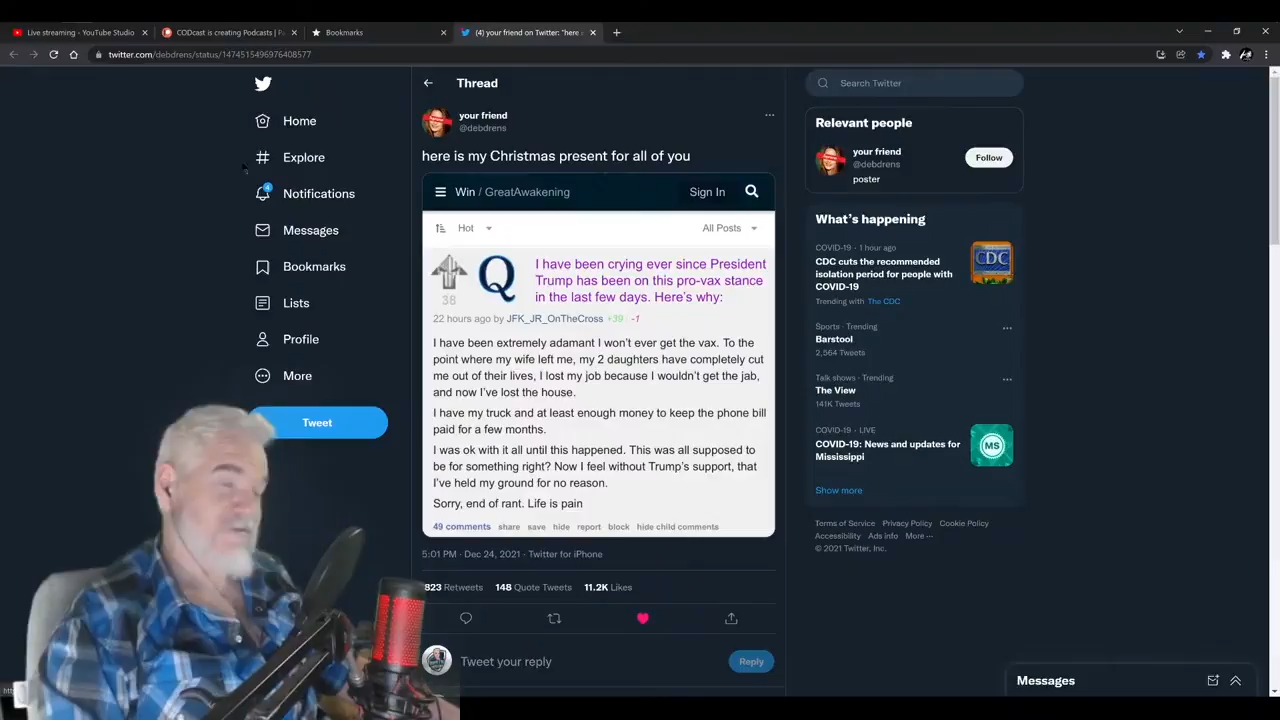 Live streaming - YouTube Studio
CODcast is creating Podcasts | P
Bookmarks
(4) your friend on Twitter: "here
twitter.com/debdrens/status/1474515496976408577
Home
Explore
4
Notifications
Messages
Bookmarks
Lists
Profile
More
Tweet
Thread
your friend
@debdrens
here is my Christmas present for all of you
Win / GreatAwakening
Sign In
Hot
All Posts
38
Q
I have been crying ever since President
Trump has been on this pro-vax stance
in the last few days. Here's why:
22 hours ago by JFK_JR_OnTheCross +39 -1
I have been extremely adamant I won't ever get the vax. To the
point where my wife left me, my 2 daughters have completely cut
me out of their lives, I lost my job because I wouldn't get the jab,
and now I've lost the house.
I have my truck and at least enough money to keep the phone bill
paid for a few months.
I was ok with it all until this happened. This was all supposed to
be for something right? Now I feel without Trump's support, that
I've held my ground for no reason.
Sorry, end of rant. Life is pain
49 comments share save hide report block hide child comments
5:01 PM · Dec 24, 2021 · Twitter for iPhone
823 Retweets 148 Quote Tweets 11.2K Likes
Tweet your reply
Reply
Search Twitter
Relevant people
your friend
@debdrens
poster
Follow
What's happening
COVID-19 · 1 hour ago
CDC cuts the recommended
isolation period for people with
COVID-19
Trending with The CDC
CDC
Sports · Trending
Barstool
2,564 Tweets
Talk shows · Trending
The View
141K Tweets
COVID-19 · LIVE
COVID-19: News and updates for
Mississippi
MS
Show more
Terms of Service Privacy Policy Cookie Policy
Accessibility Ads info More ···
© 2021 Twitter, Inc.
Messages